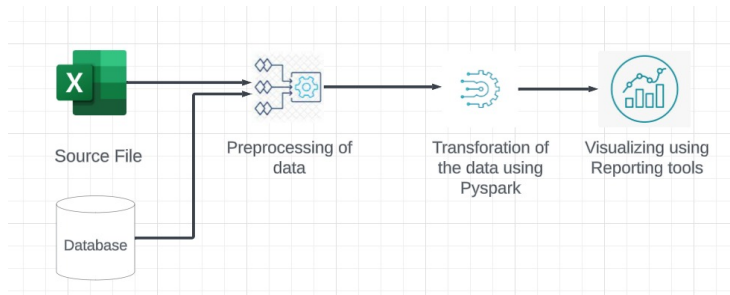 X
Source File
Database
Preprocessing of
data
Transforation of
the data using
Pyspark
Visualizing using
Reporting tools